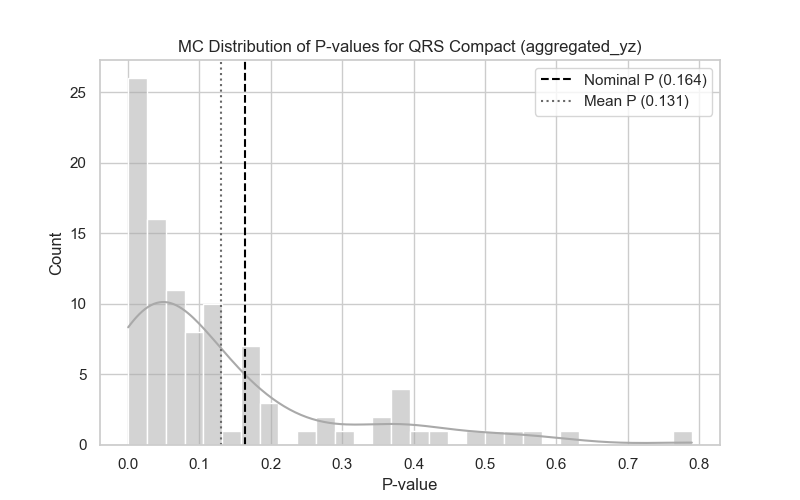 MC Distribution of P-values for QRS Compact (aggregated_yz)
Nominal P (0.164)
Mean P (0.131)
Count
25
20
15
10
5
0
0.0 0.1 0.2 0.3 0.4 0.5 0.6 0.7 0.8
P-value